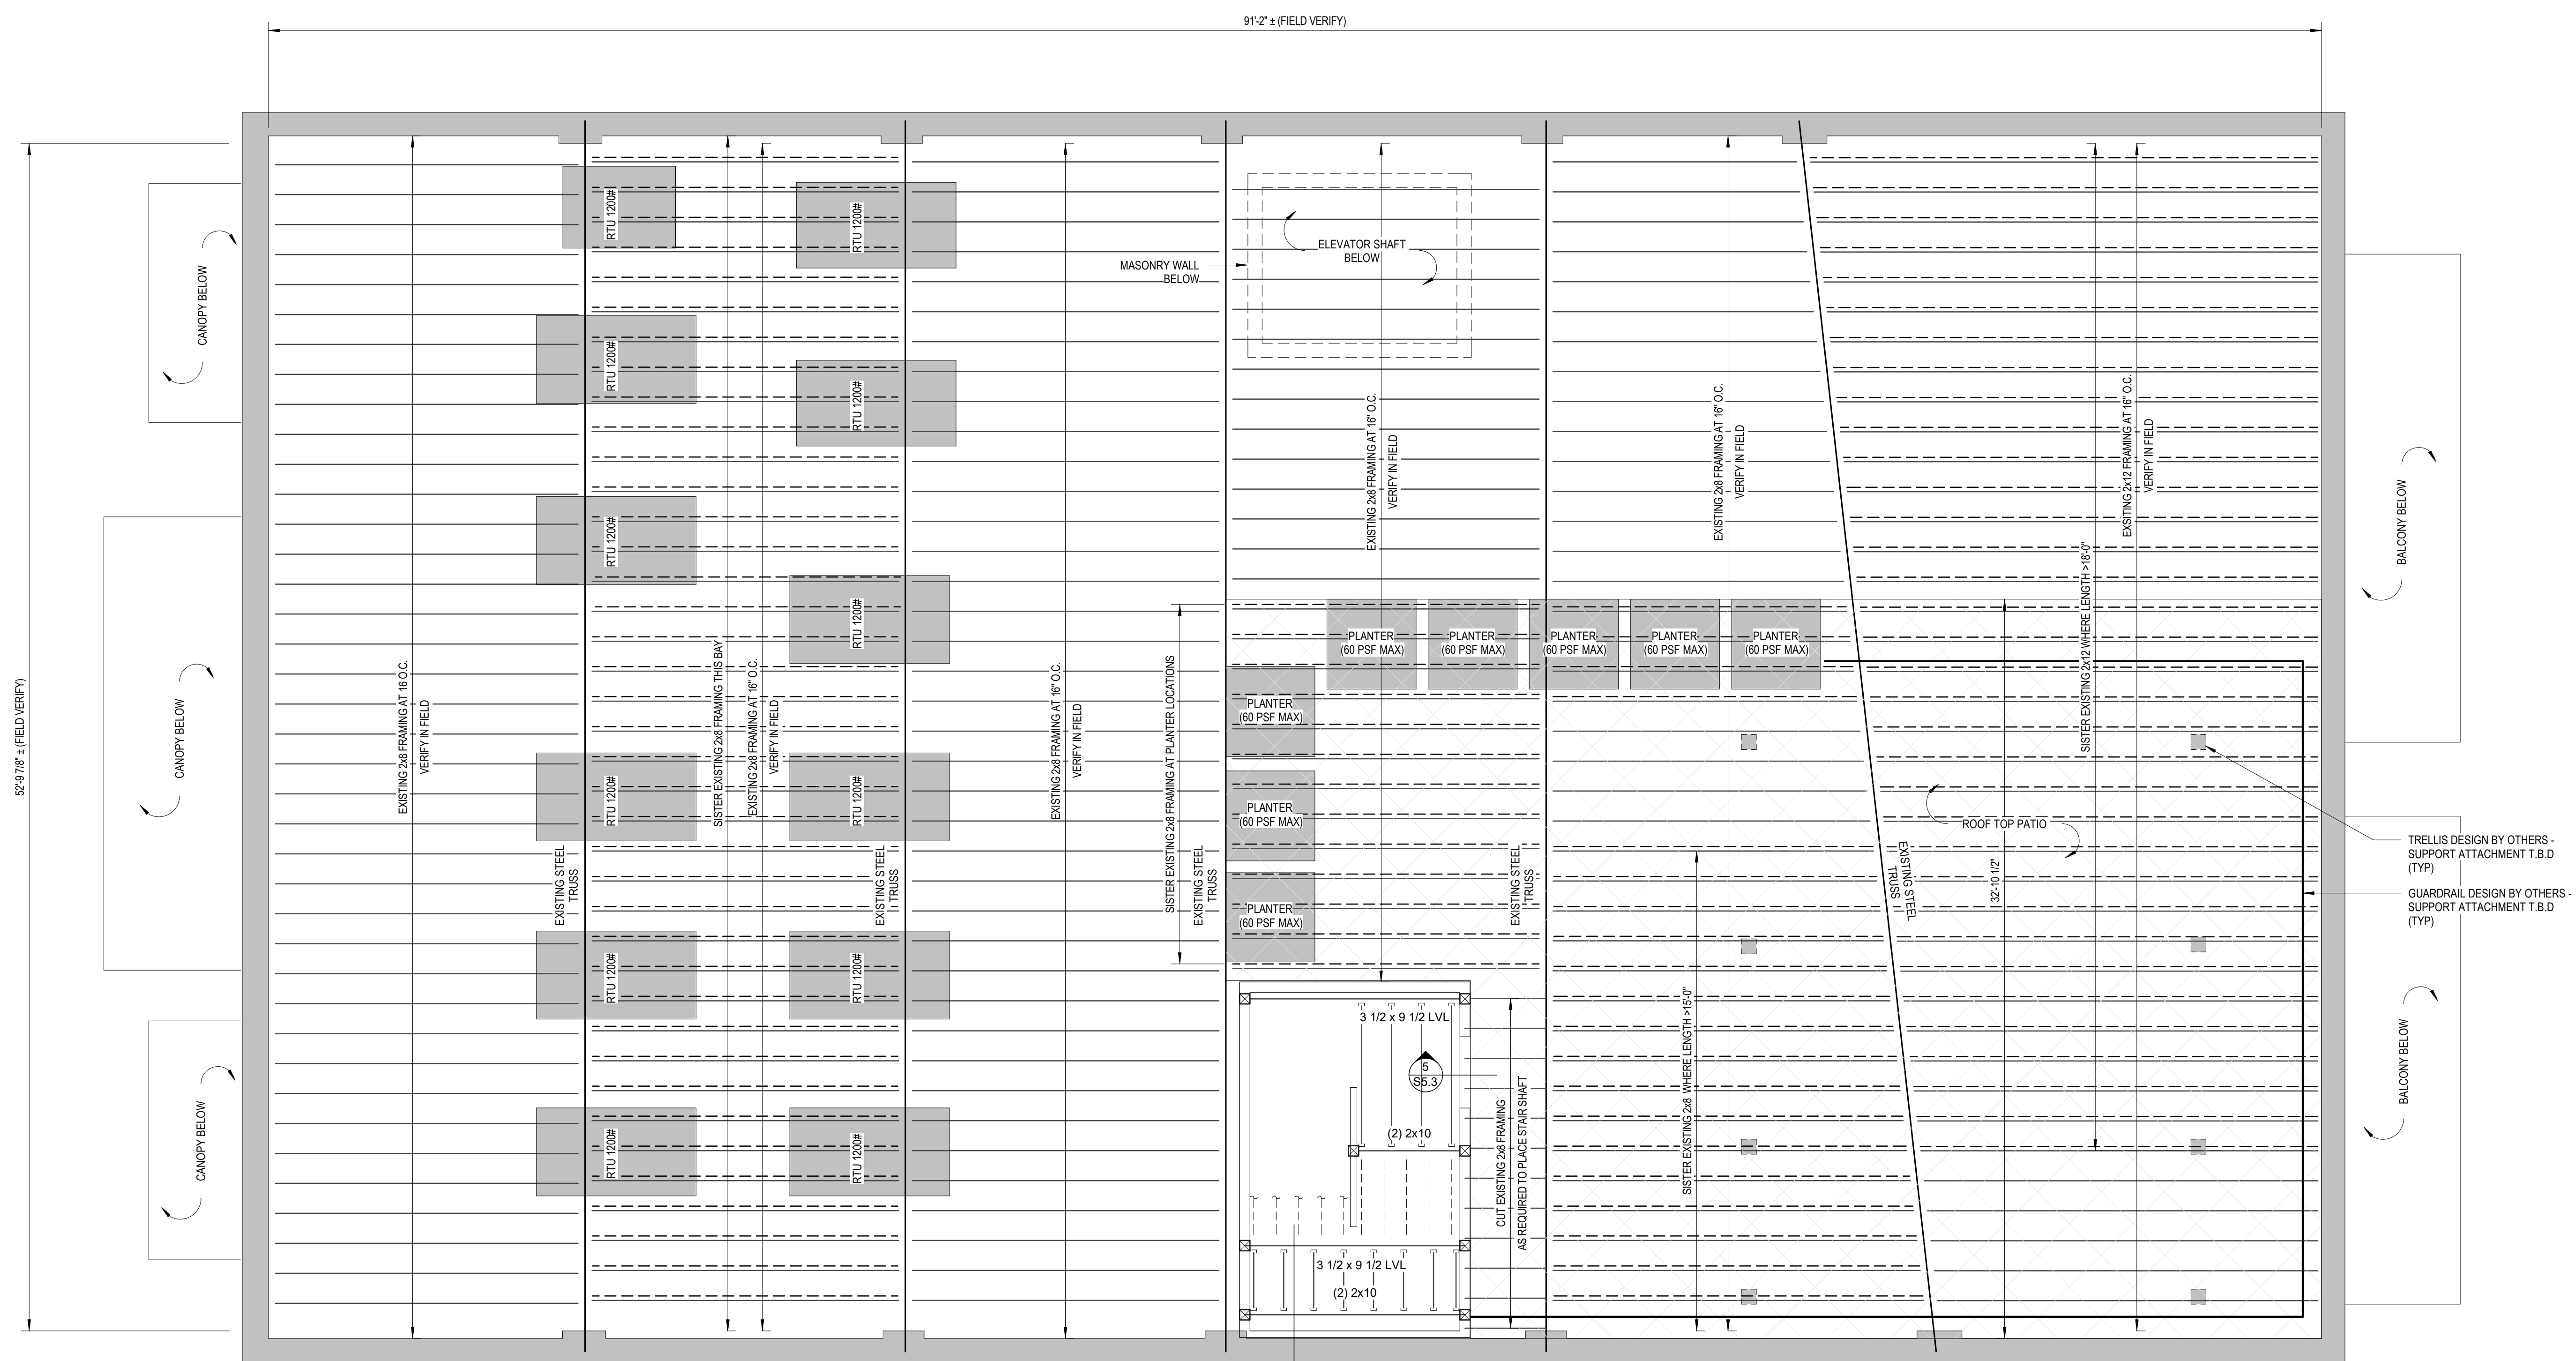 91'-2" ± (FIELD VERIFY)
52'-9 7/8" ± (FIELD VERIFY)
CANOPY BELOW
CANOPY BELOW
CANOPY BELOW
EXISTING 2x8 FRAMING AT 16 O.C.
VERIFY IN FIELD
RTU 1200#
RTU 1200#
RTU 1200#
RTU 1200#
RTU 1200#
RTU 1200#
EXISTING STEEL
TRUSS
SISTER EXISTING 2x8 FRAMING THIS BAY
EXISTING 2x8 FRAMING AT 16" O.C.
VERIFY IN FIELD
RTU 1200#
RTU 1200#
RTU 1200#
RTU 1200#
RTU 1200#
RTU 1200#
EXISTING STEEL
TRUSS
EXISTING 2x8 FRAMING AT 16" O.C.
VERIFY IN FIELD
MASONRY WALL
BELOW
ELEVATOR SHAFT
BELOW
SISTER EXISTING 2x8 FRAMING AT PLANTER LOCATIONS
EXISTING STEEL
TRUSS
EXISTING 2x8 FRAMING AT 16" O.C.
VERIFY IN FIELD
PLANTER
(60 PSF MAX)
PLANTER
(60 PSF MAX)
PLANTER
(60 PSF MAX)
PLANTER
(60 PSF MAX)
PLANTER
(60 PSF MAX)
PLANTER
(60 PSF MAX)
PLANTER
(60 PSF MAX)
PLANTER
(60 PSF MAX)
EXISTING STEEL
TRUSS
3 1/2 x 9 1/2 LVL
5
S5.3
(2) 2x10
3 1/2 x 9 1/2 LVL
(2) 2x10
CUT EXISTING 2x8 FRAMING
AS REQUIRED TO PLACE STAIR SHAFT
EXISTING 2x8 FRAMING AT 16" O.C.
VERIFY IN FIELD
SISTER EXISTING 2x8 WHERE LENGTH >15'-0"
EXISTING STEEL
TRUSS
ROOF TOP PATIO
32'-10 1/2"
SISTER EXISTING 2x12 WHERE LENGTH >18'-0"
EXSITING 2x12 FRAMING AT 16" O.C.
VERIFY IN FIELD
BALCONY BELOW
BALCONY BELOW
TRELLIS DESIGN BY OTHERS -
SUPPORT ATTACHMENT T.B.D
(TYP)
GUARDRAIL DESIGN BY OTHERS -
SUPPORT ATTACHMENT T.B.D
(TYP)